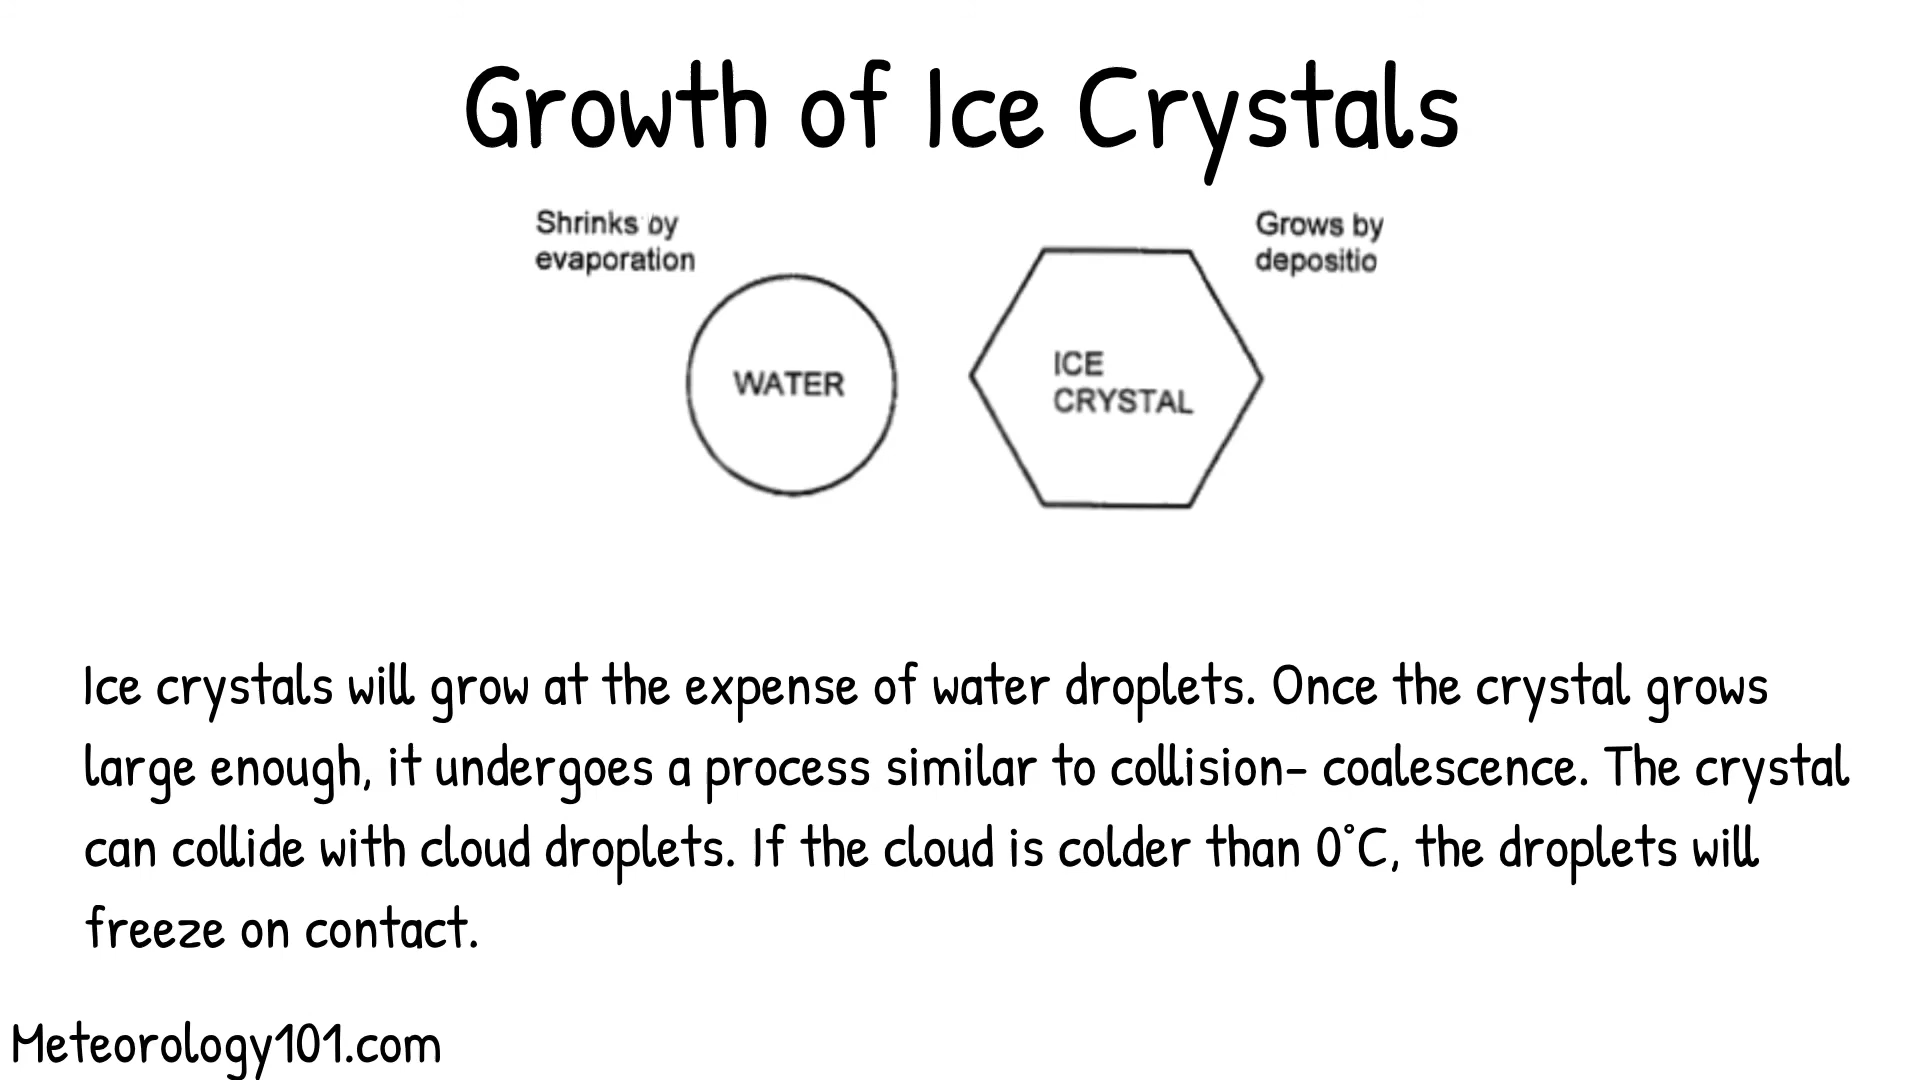 Growth of Ice Crystals
Shrinks by
evaporation
Grows by
depositio
WATER
ICE
CRYSTAL
Ice crystals will grow at the expense of water droplets. Once the crystal grows
large enough, it undergoes a process similar to collision- coalescence. The crystal
can collide with cloud droplets. If the cloud is colder than 0°C, the droplets will
freeze on contact.
Meteorology101.com